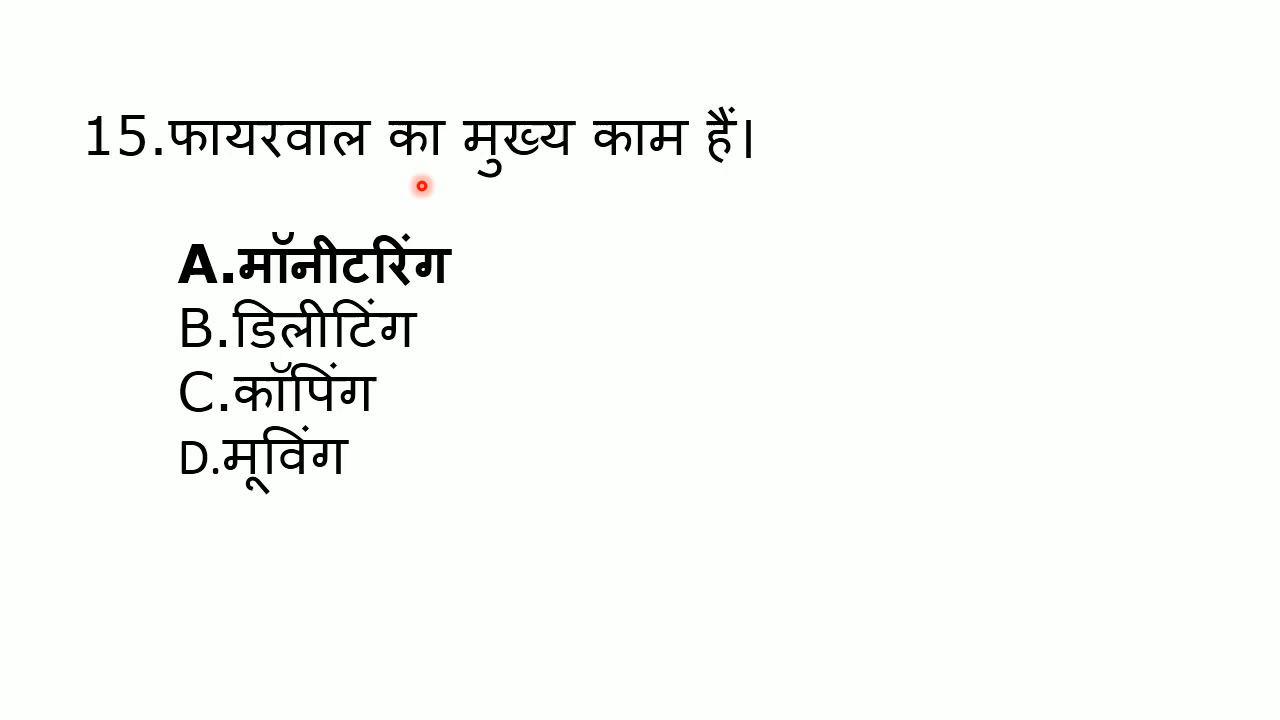 15.फायरवाल का मुख्य काम हैं।
A.मॉनीटरिंग
B.डिलीटिंग
C.कॉपिंग
D.मूविंग